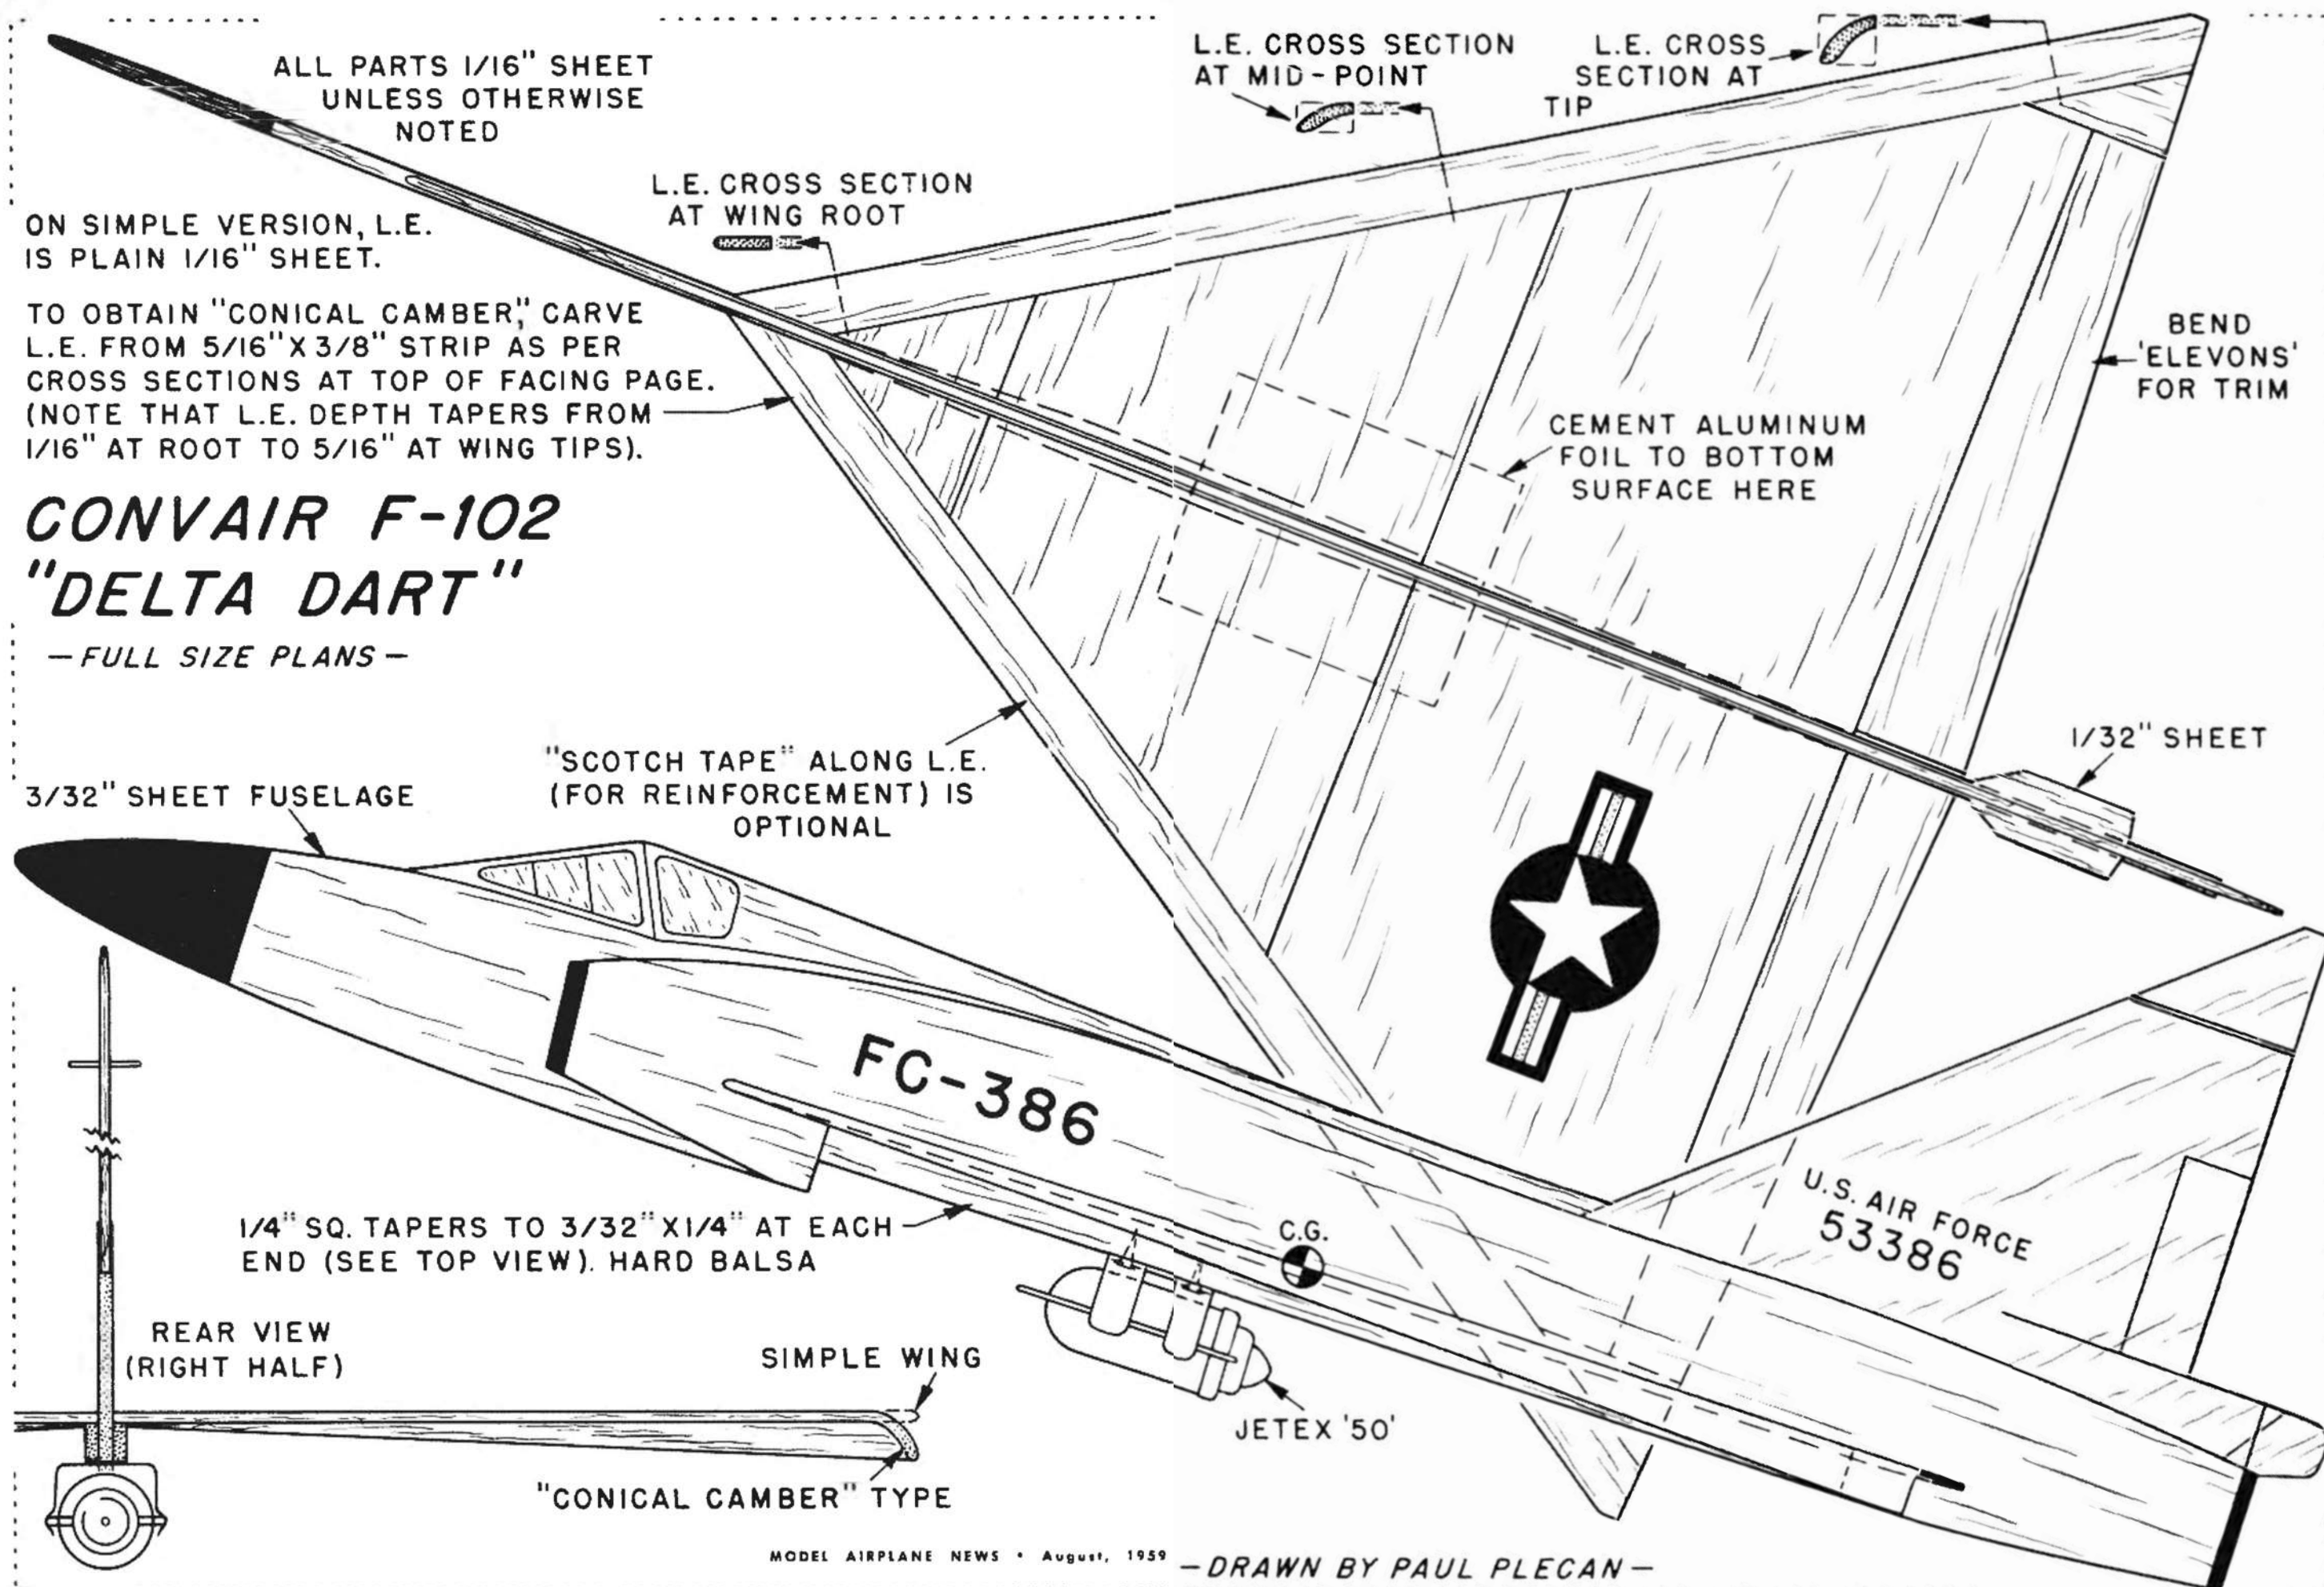 ALL PARTS 1/16" SHEET
UNLESS OTHERWISE
NOTED
L.E. CROSS SECTION
AT MID-POINT
L.E. CROSS
SECTION AT
TIP
L.E. CROSS SECTION
AT WING ROOT
ON SIMPLE VERSION, L.E.
IS PLAIN 1/16" SHEET.
TO OBTAIN "CONICAL CAMBER," CARVE
L.E. FROM 5/16" X 3/8" STRIP AS PER
CROSS SECTIONS AT TOP OF FACING PAGE.
(NOTE THAT L.E. DEPTH TAPERS FROM
1/16" AT ROOT TO 5/16" AT WING TIPS).
BEND
'ELEVONS'
FOR TRIM
CEMENT ALUMINUM
FOIL TO BOTTOM
SURFACE HERE
CONVAIR F-102
"DELTA DART"
-FULL SIZE PLANS-
"SCOTCH TAPE" ALONG L.E.
(FOR REINFORCEMENT) IS
OPTIONAL
1/32" SHEET
3/32" SHEET FUSELAGE
FC-386
U.S. AIR FORCE
53386
C.G.
1/4" SQ. TAPERS TO 3/32" X 1/4" AT EACH
END (SEE TOP VIEW). HARD BALSA
REAR VIEW
(RIGHT HALF)
SIMPLE WING
JETEX '50'
"CONICAL CAMBER" TYPE
MODEL AIRPLANE NEWS • August, 1959
-DRAWN BY PAUL PLECAN-